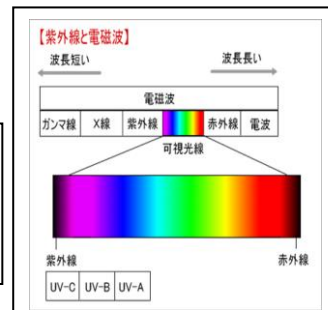 【紫外線と電磁波】
波長短い 波長長い
電磁波
ガンマ線 X線 紫外線 赤外線 電波
可視光線
紫外線 赤外線
UV-C UV-B UV-A